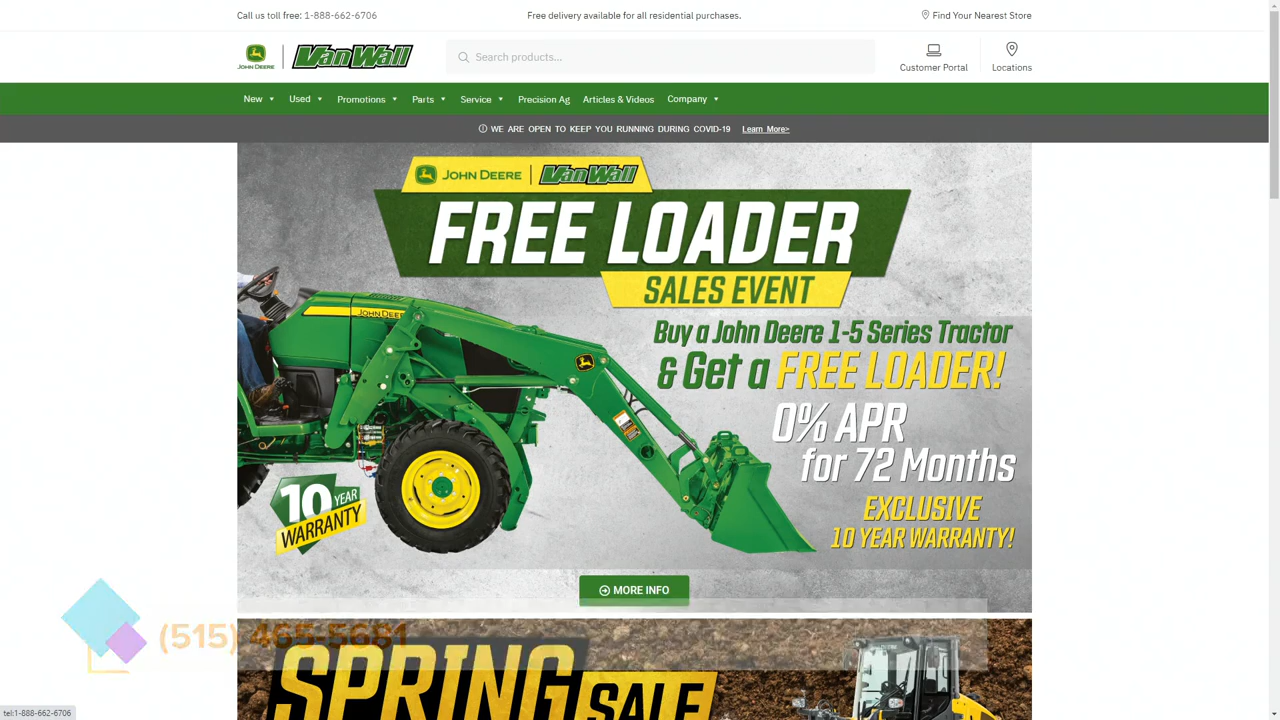 Call us toll free: 1-888-662-6706
Free delivery available for all residential purchases.
Find Your Nearest Store
JOHN DEERE
VanWall
Search products...
Customer Portal
Locations
New
Used
Promotions
Parts
Service
Precision Ag
Articles & Videos
Company
WE ARE OPEN TO KEEP YOU RUNNING DURING COVID-19 Learn More>
JOHN DEERE VanWall
FREE LOADER
SALES EVENT
JOHN DEERE
Buy a John Deere 1-5 Series Tractor
& Get a FREE LOADER!
0% APR
for 72 Months
10 YEAR
WARRANTY
EXCLUSIVE
10 YEAR WARRANTY!
MORE INFO
(515) 465-5681
SPRING
SALE
tel:1-888-662-6706